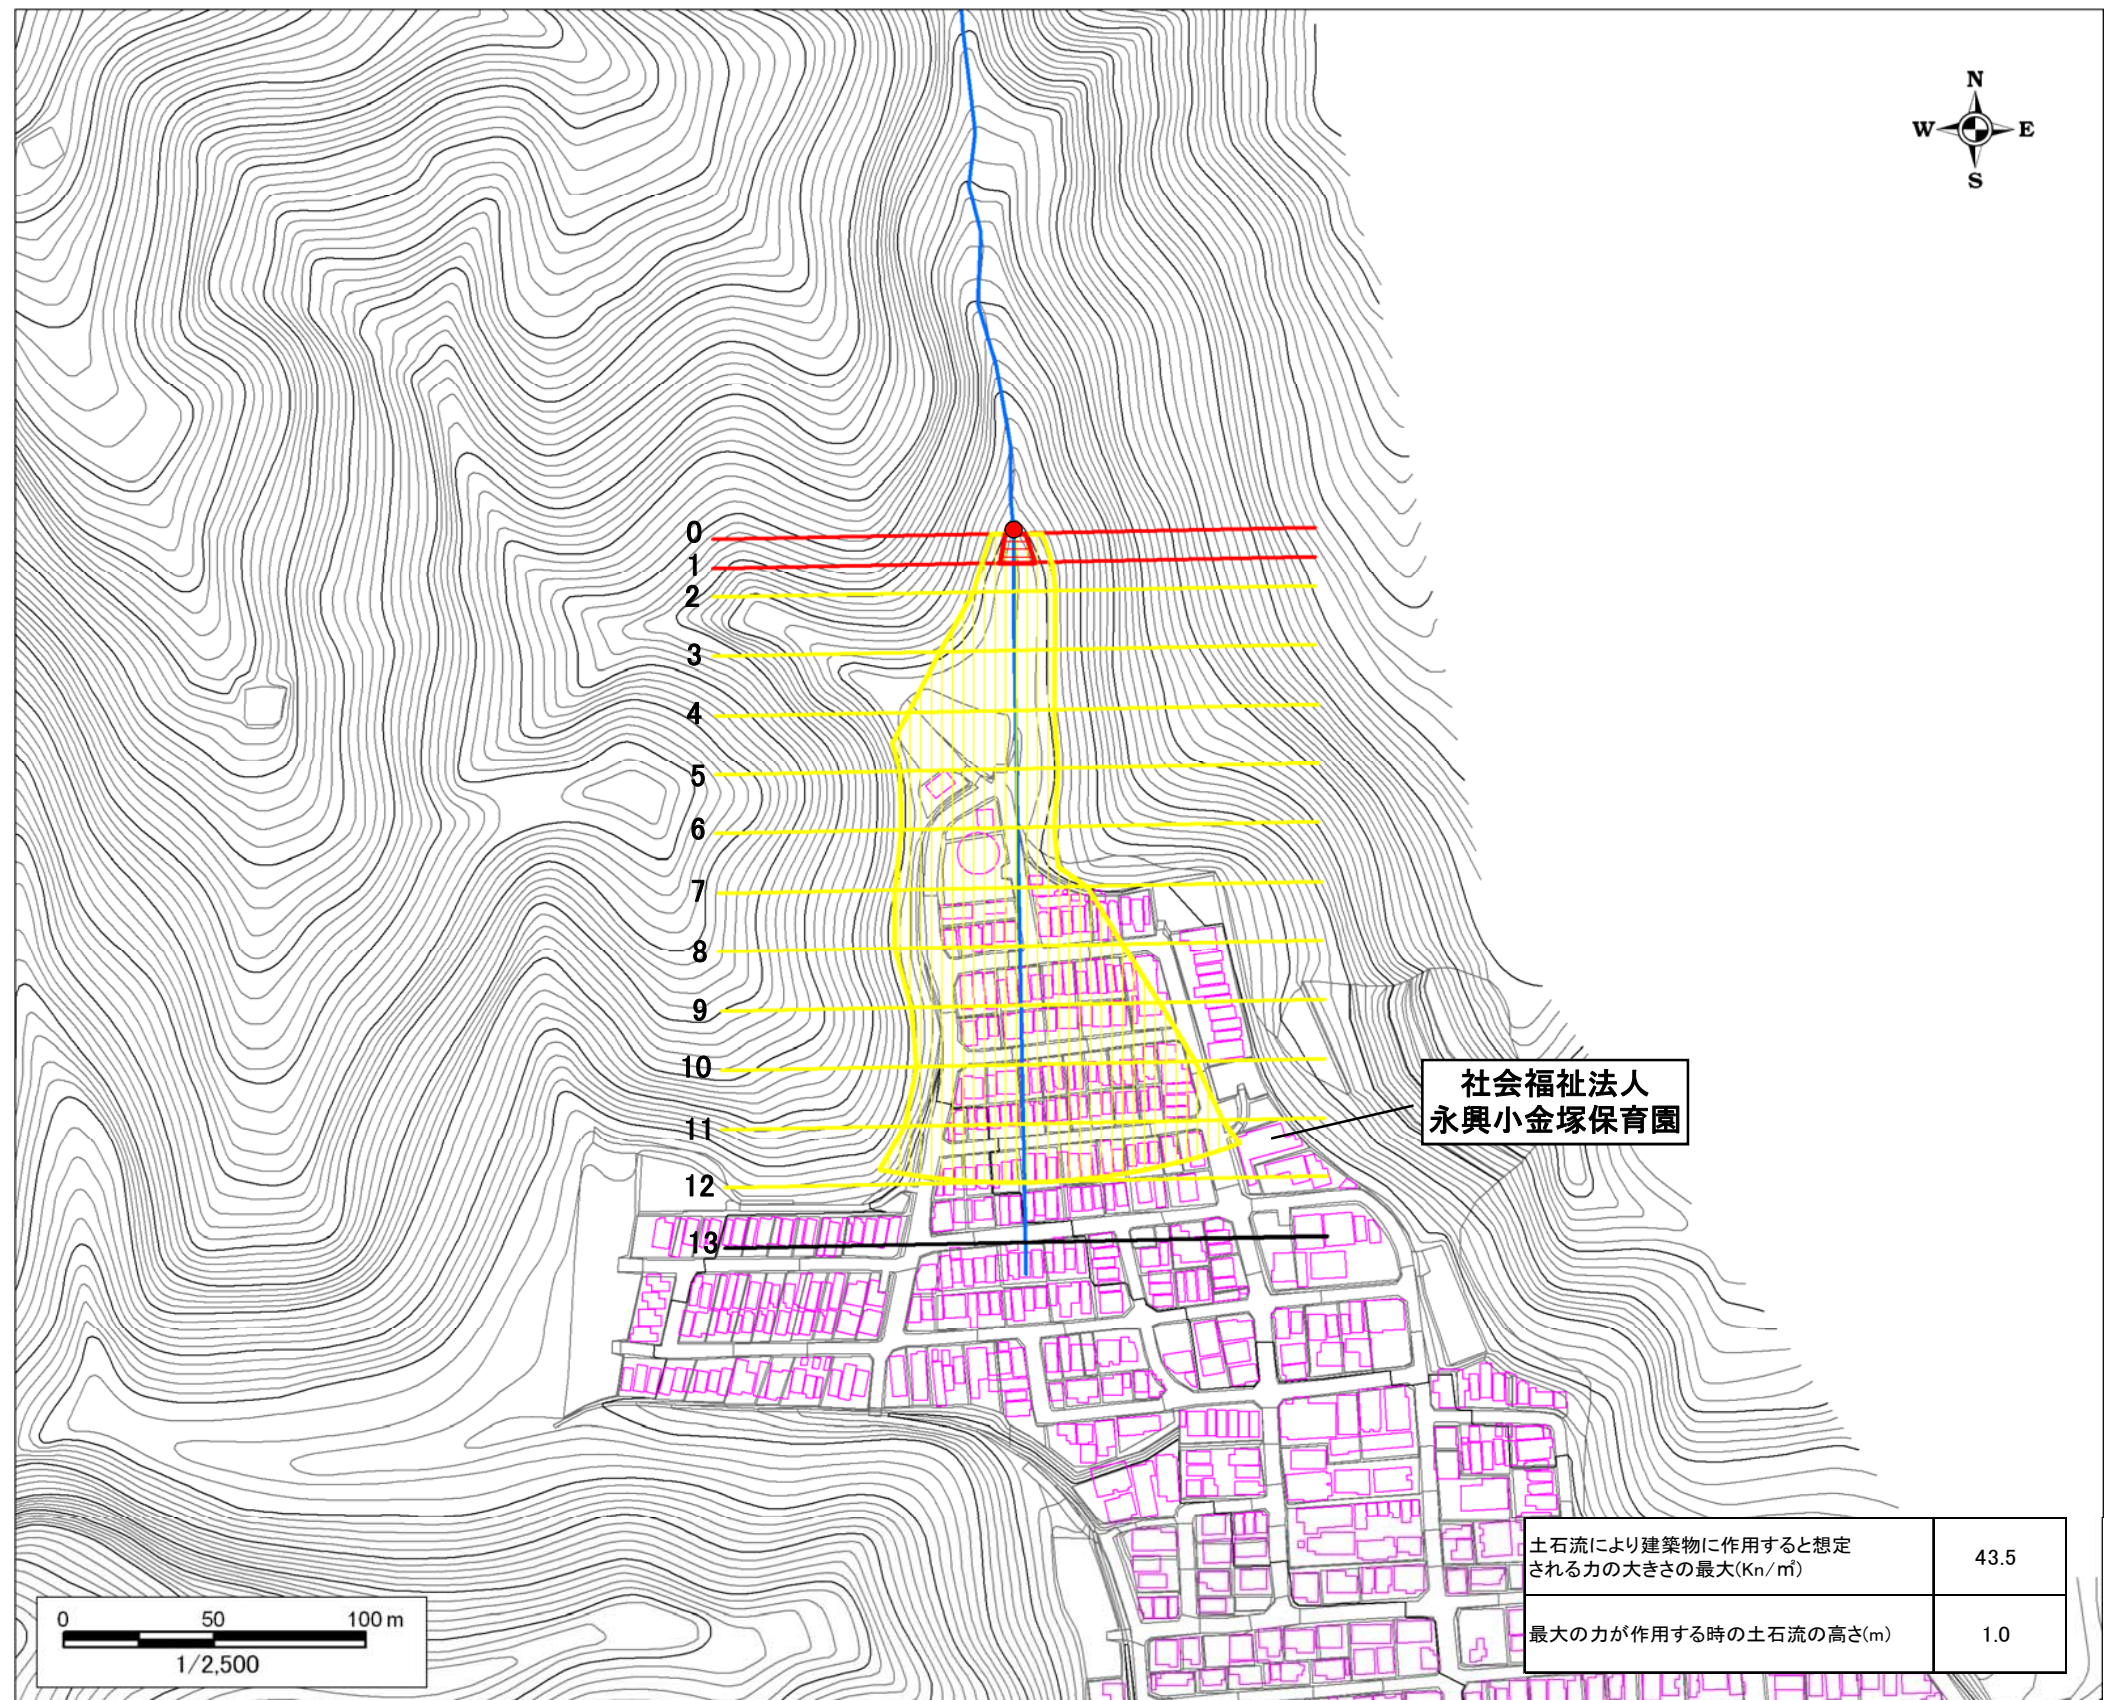 N
W E
S
0
1
2
3
4
5
6
7
8
9
10
11
12
13
社会福祉法人
永興小金塚保育園
土石流により建築物に作用すると想定
される力の大きさの最大(Kn/㎡)
43.5
最大の力が作用する時の土石流の高さ(m)
1.0
0 50 100 m
1/2,500